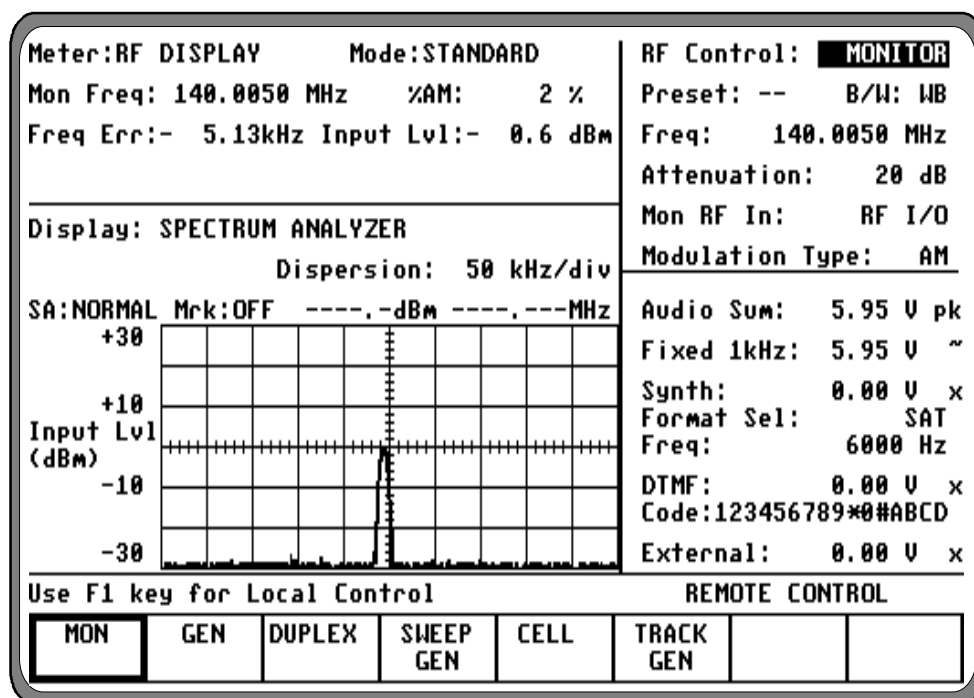 Meter:RF DISPLAY Mode:STANDARD
Mon Freq: 140.0050 MHz %AM: 2 %
Freq Err:- 5.13kHz Input Lvl:- 0.6 dBm
Display: SPECTRUM ANALYZER
Dispersion: 50 kHz/div
SA:NORMAL Mrk:OFF ----.-dBm ----.---MHz
+30
+10
Input Lvl
(dBm)
-10
-30
RF Control: MONITOR
Preset: -- B/W: WB
Freq: 140.0050 MHz
Attenuation: 20 dB
Mon RF In: RF I/O
Modulation Type: AM
Audio Sum: 5.95 V pk
Fixed 1kHz: 5.95 V ~
Synth: 0.00 V x
Format Sel: SAT
Freq: 6000 Hz
DTMF: 0.00 V x
Code:123456789*0#ABCD
External: 0.00 V x
Use F1 key for Local Control REMOTE CONTROL
MON
GEN
DUPLEX
SWEEP
GEN
CELL
TRACK
GEN